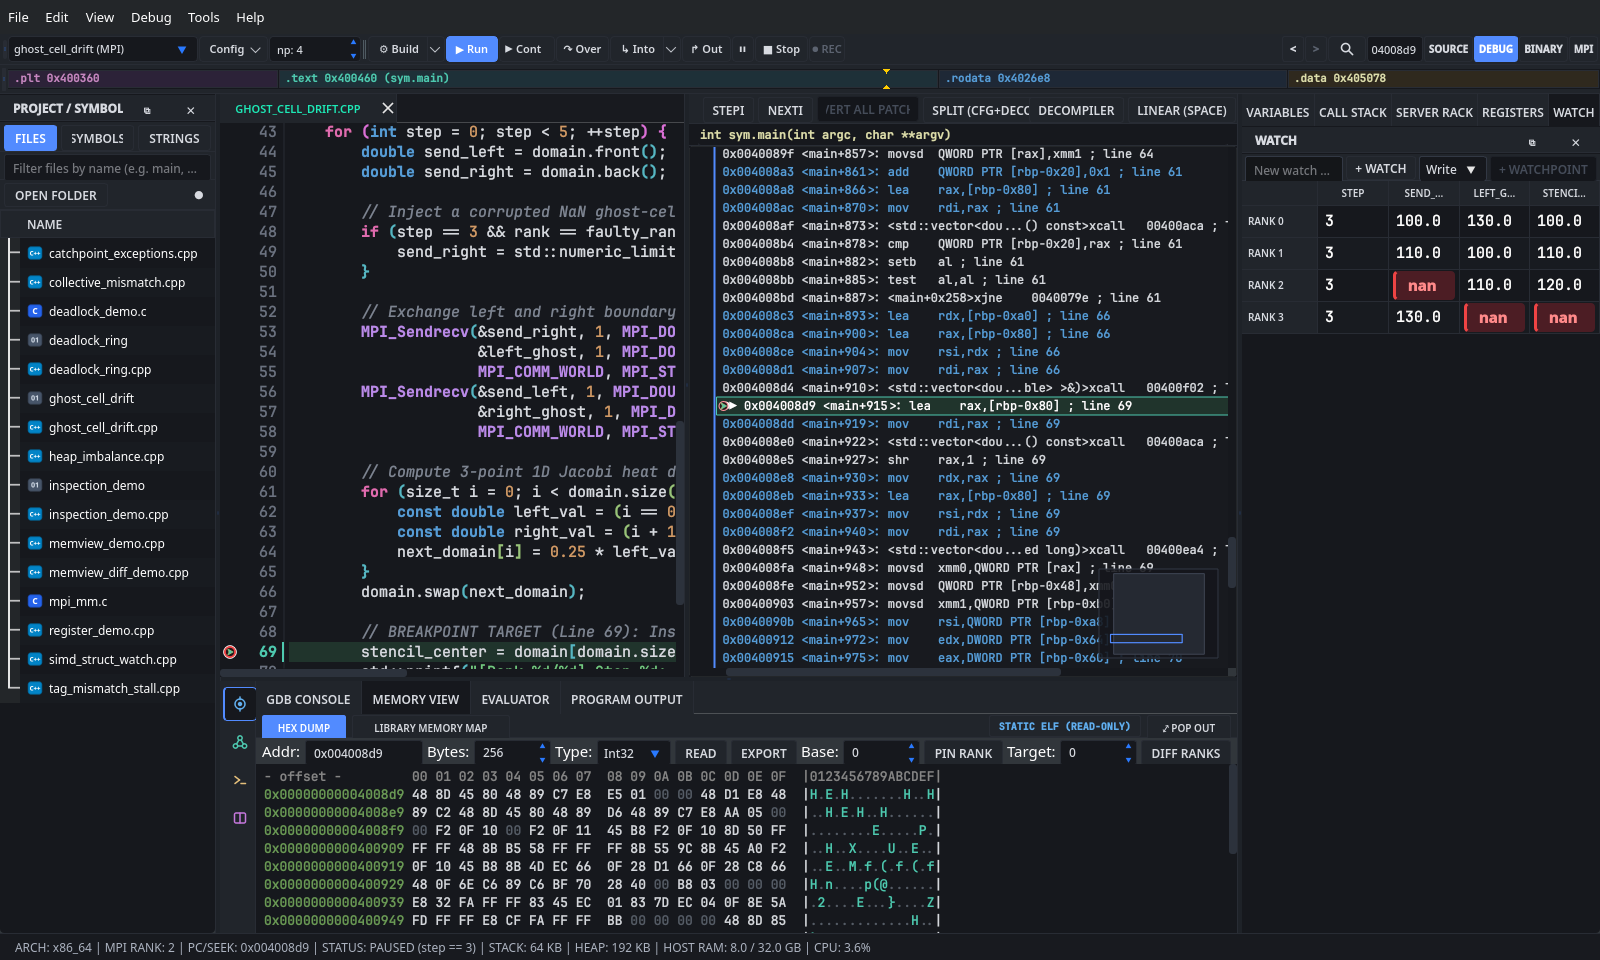 File Edit View Debug Tools Help
ghost_cell_drift (MPI) Config np: 4 Build Run Cont Over Into Out Stop REC < > 04008d9 SOURCE DEBUG BINARY MPI
.plt 0x400360 .text 0x400460 (sym.main) .rodata 0x4026e8 .data 0x405078
PROJECT / SYMBOL
FILES SYMBOLS STRINGS
Filter files by name (e.g. main, ...
OPEN FOLDER
NAME
catchpoint_exceptions.cpp
collective_mismatch.cpp
deadlock_demo.c
deadlock_ring
deadlock_ring.cpp
ghost_cell_drift
ghost_cell_drift.cpp
heap_imbalance.cpp
inspection_demo
inspection_demo.cpp
memview_demo.cpp
memview_diff_demo.cpp
mpi_mm.c
register_demo.cpp
simd_struct_watch.cpp
tag_mismatch_stall.cpp
GHOST_CELL_DRIFT.CPP
43 for (int step = 0; step < 5; ++step) {
44 double send_left = domain.front();
45 double send_right = domain.back();
46
47 // Inject a corrupted NaN ghost-cel
48 if (step == 3 && rank == faulty_ran
49 send_right = std::numeric_limit
50 }
51
52 // Exchange left and right boundary
53 MPI_Sendrecv(&send_right, 1, MPI_DO
54 &left_ghost, 1, MPI_DO
55 MPI_COMM_WORLD, MPI_ST
56 MPI_Sendrecv(&send_left, 1, MPI_DOU
57 &right_ghost, 1, MPI_D
58 MPI_COMM_WORLD, MPI_ST
59
60 // Compute 3-point 1D Jacobi heat d
61 for (size_t i = 0; i < domain.size(
62 const double left_val = (i == 0
63 const double right_val = (i + 1
64 next_domain[i] = 0.25 * left_va
65 }
66 domain.swap(next_domain);
67
68 // BREAKPOINT TARGET (Line 69): Ins
69 stencil_center = domain[domain.size
STEPI NEXTI /ERT ALL PATCH SPLIT (CFG+DECC DECOMPILER LINEAR (SPACE)
int sym.main(int argc, char **argv)
0x0040089f <main+857>: movsd QWORD PTR [rax],xmm1 ; line 64
0x004008a3 <main+861>: add QWORD PTR [rbp-0x20],0x1 ; line 61
0x004008a8 <main+866>: lea rax,[rbp-0x80] ; line 61
0x004008ac <main+870>: mov rdi,rax ; line 61
0x004008af <main+873>: <std::vector<dou...() const>xcall 00400aca ;
0x004008b4 <main+878>: cmp QWORD PTR [rbp-0x20],rax ; line 61
0x004008b8 <main+882>: setb al ; line 61
0x004008bb <main+885>: test al,al ; line 61
0x004008bd <main+887>: <main+0x258>xjne 0040079e ; line 61
0x004008c3 <main+893>: lea rdx,[rbp-0xa0] ; line 66
0x004008ca <main+900>: lea rax,[rbp-0x80] ; line 66
0x004008ce <main+904>: mov rsi,rdx ; line 66
0x004008d1 <main+907>: mov rdi,rax ; line 66
0x004008d4 <main+910>: <std::vector<dou...ble> >&)>xcall 00400f02 ;
0x004008d9 <main+915>: lea rax,[rbp-0x80] ; line 69
0x004008dd <main+919>: mov rdi,rax ; line 69
0x004008e0 <main+922>: <std::vector<dou...() const>xcall 00400aca ;
0x004008e5 <main+927>: shr rax,1 ; line 69
0x004008e8 <main+930>: mov rdx,rax ; line 69
0x004008eb <main+933>: lea rax,[rbp-0x80] ; line 69
0x004008ef <main+937>: mov rsi,rdx ; line 69
0x004008f2 <main+940>: mov rdi,rax ; line 69
0x004008f5 <main+943>: <std::vector<dou...ed long)>xcall 00400ea4 ;
0x004008fa <main+948>: movsd xmm0,QWORD PTR [rax] ; line 69
0x004008fe <main+952>: movsd QWORD PTR [rbp-0x48],xm
0x00400903 <main+957>: movsd xmm1,QWORD PTR [rbp-0xb
0x0040090b <main+965>: mov rsi,QWORD PTR [rbp-0xa8
0x00400912 <main+972>: mov edx,DWORD PTR [rbp-0x64
0x00400915 <main+975>: mov eax,DWORD PTR [rbp-0x60
VARIABLES CALL STACK SERVER RACK REGISTERS WATCH
WATCH
New watch ... + WATCH Write + WATCHPOINT
STEP SEND_... LEFT_G... STENCI...
RANK 0 3 100.0 130.0 100.0
RANK 1 3 110.0 100.0 110.0
RANK 2 3 nan 110.0 120.0
RANK 3 3 130.0 nan nan
GDB CONSOLE MEMORY VIEW EVALUATOR PROGRAM OUTPUT
HEX DUMP LIBRARY MEMORY MAP STATIC ELF (READ-ONLY) POP OUT
Addr: 0x004008d9 Bytes: 256 Type: Int32 READ EXPORT Base: 0 PIN RANK Target: 0 DIFF RANKS
- offset - 00 01 02 03 04 05 06 07 08 09 0A 0B 0C 0D 0E 0F |0123456789ABCDEF|
0x00000000004008d9 48 8D 45 80 48 89 C7 E8 E5 01 00 00 48 D1 E8 48 |H.E.H.......H..H|
0x00000000004008e9 89 C2 48 8D 45 80 48 89 D6 48 89 C7 E8 AA 05 00 |..H.E.H..H......|
0x00000000004008f9 00 F2 0F 10 00 F2 0F 11 45 B8 F2 0F 10 8D 50 FF |........E.....P.|
0x0000000000400909 FF FF 48 8B B5 58 FF FF FF 8B 55 9C 8B 45 A0 F2 |..H..X....U..E..|
0x0000000000400919 0F 10 45 B8 8B 4D EC 66 0F 28 D1 66 0F 28 C8 66 |..E..M.f.(.f.(.f|
0x0000000000400929 48 0F 6E C6 89 C6 BF 70 28 40 00 B8 03 00 00 00 |H.n....p(@......|
0x0000000000400939 E8 32 FA FF FF 83 45 EC 01 83 7D EC 04 0F 8E 5A |.2....E...}....Z|
0x0000000000400949 FD FF FF E8 CF FA FF FF BB 00 00 00 00 48 8D 85 |.............H..|
ARCH: x86_64 | MPI RANK: 2 | PC/SEEK: 0x004008d9 | STATUS: PAUSED (step == 3) | STACK: 64 KB | HEAP: 192 KB | HOST RAM: 8.0 / 32.0 GB | CPU: 3.6%